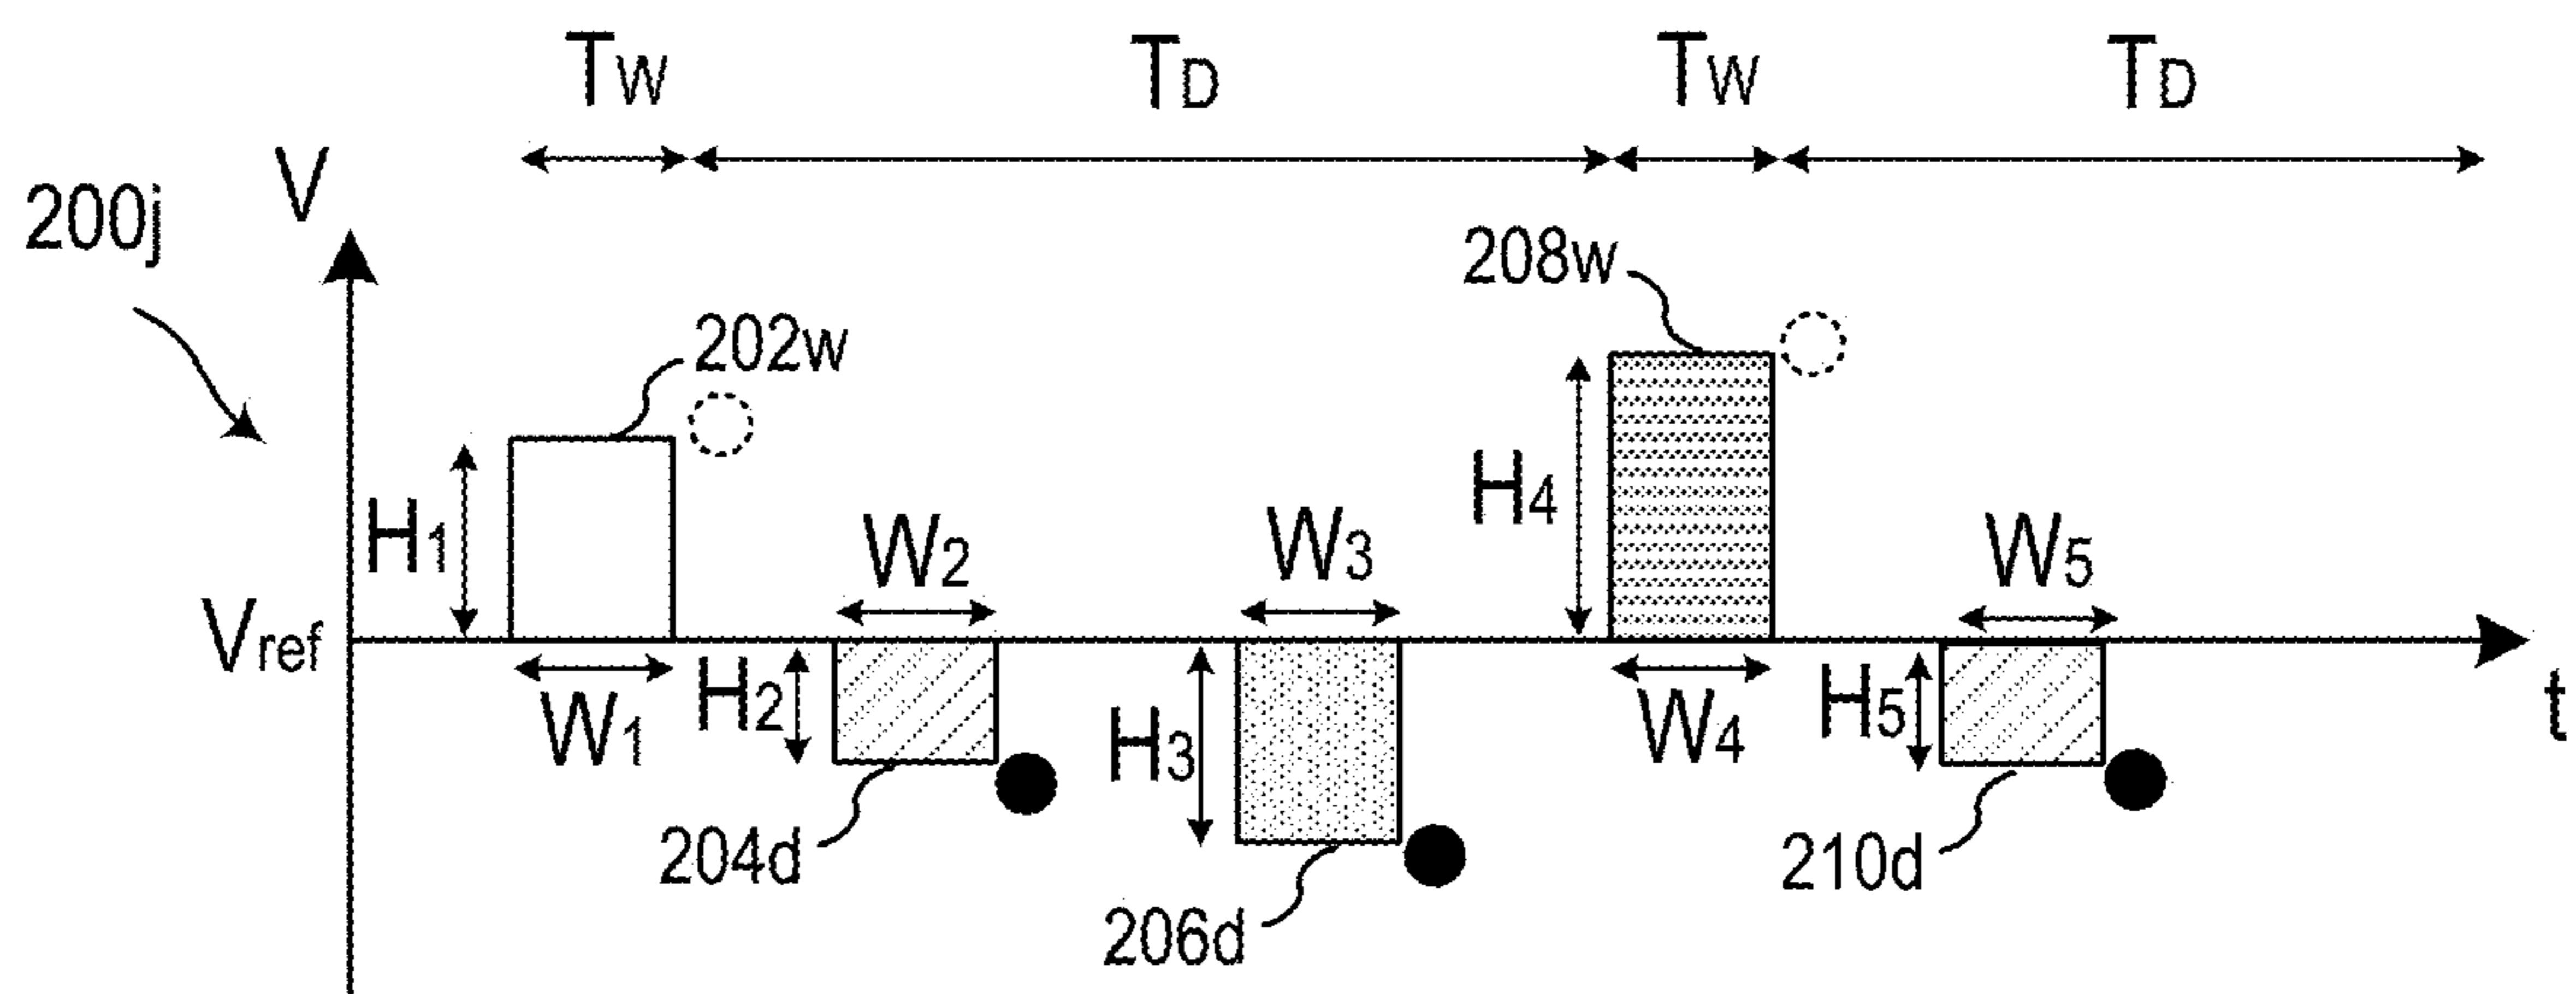 TW TD TW TD
V
200j
208w
202w
H1
H4
W2 W3 W5
Vref
H2 H5
W1 H3 W4 t
204d 210d
206d